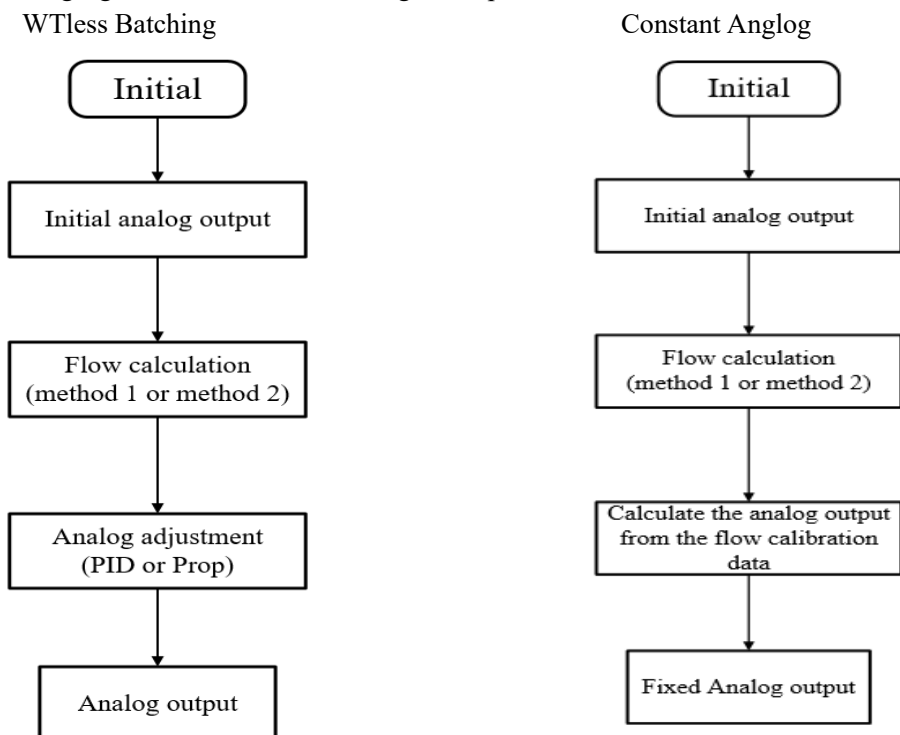 WTless Batching
Initial
Initial analog output
Flow calculation
(method 1 or method 2)
Analog adjustment
(PID or Prop)
Analog output
Constant Anglog
Initial
Initial analog output
Flow calculation
(method 1 or method 2)
Calculate the analog output
from the flow calibration
data
Fixed Analog output